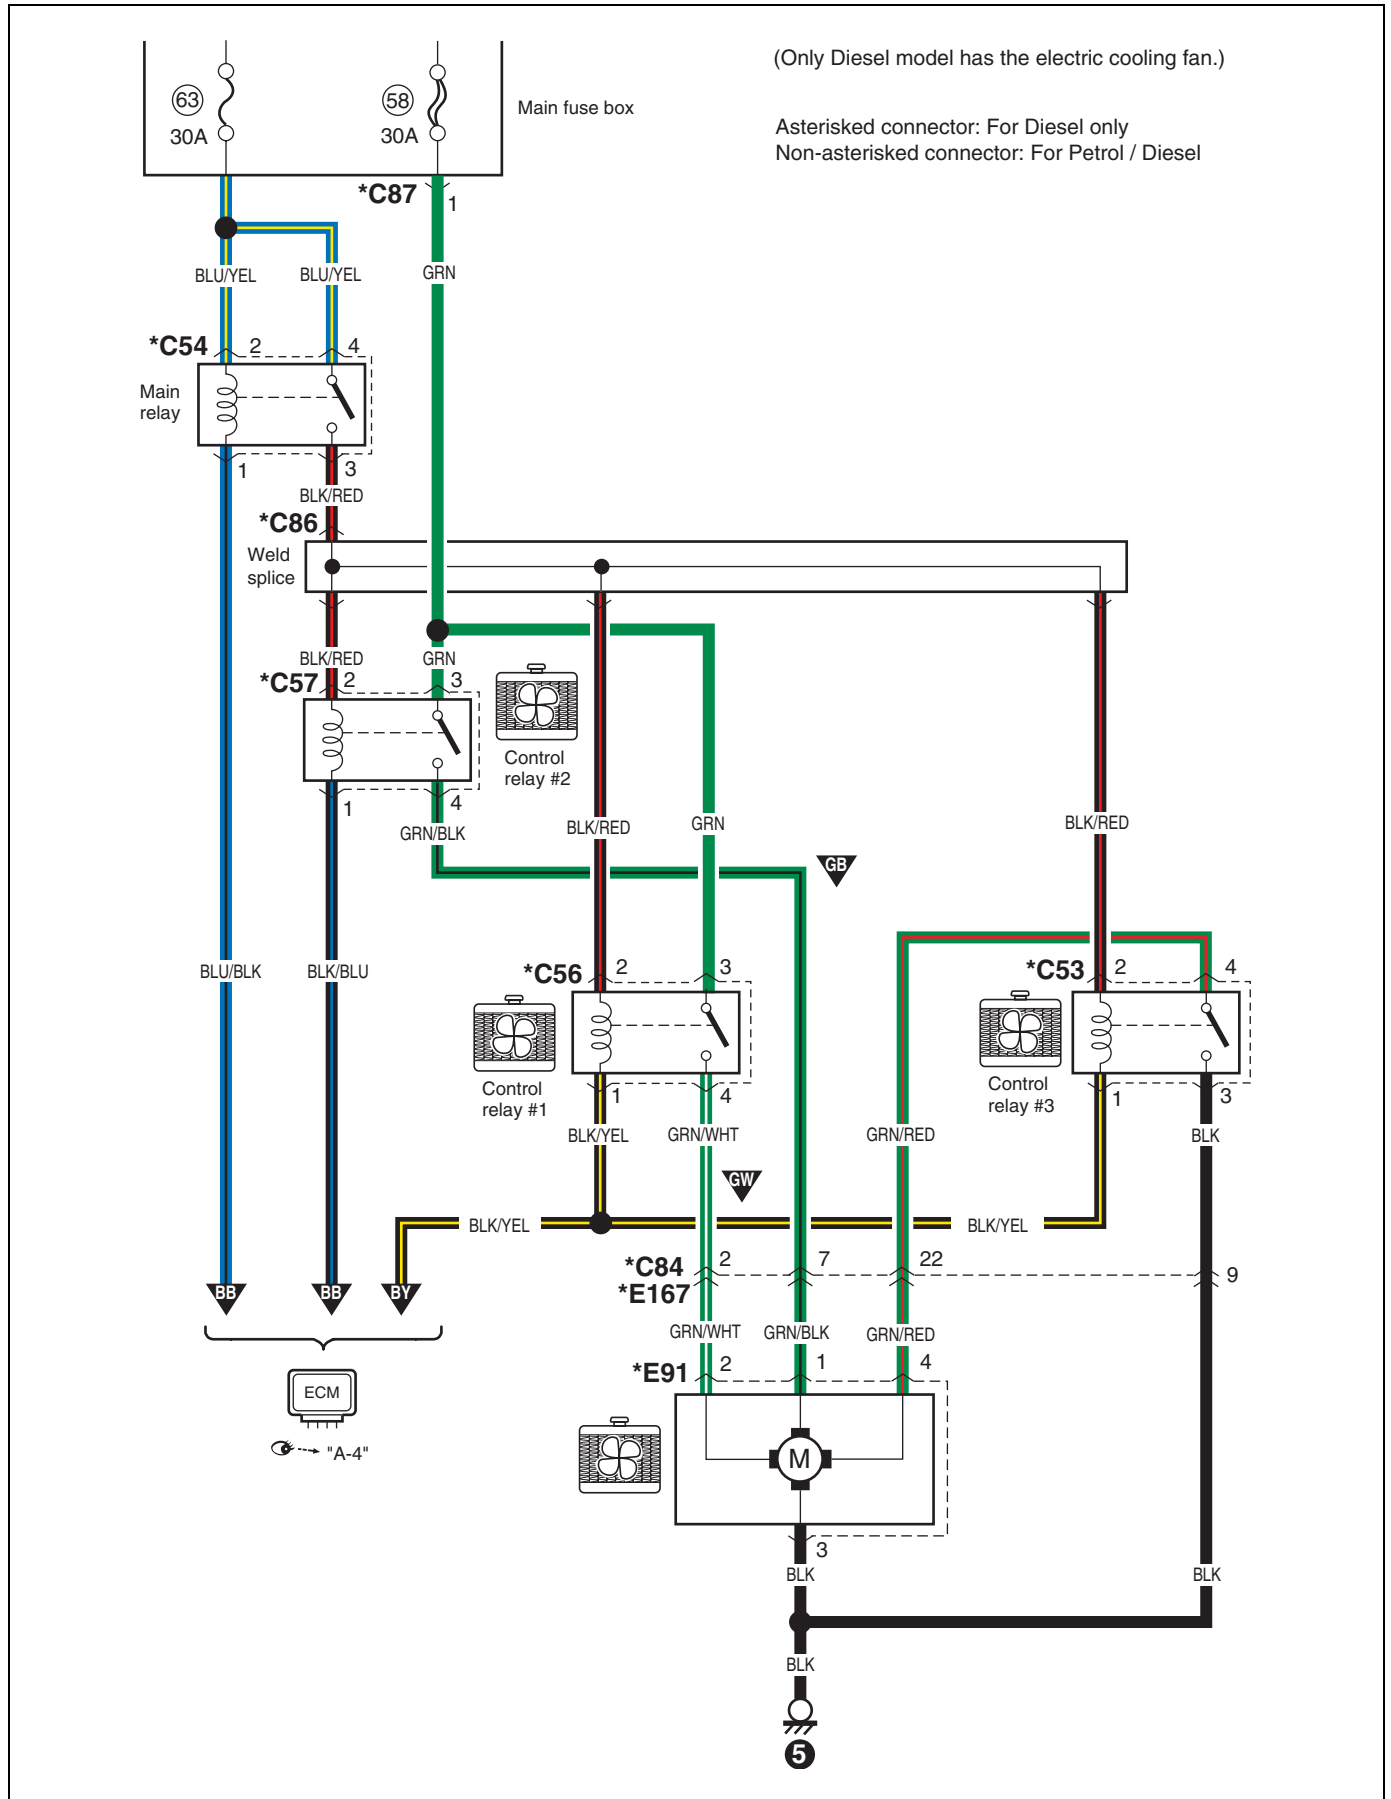 (Only Diesel model has the electric cooling fan.)
63
58
Main fuse box
30A
30A
Asterisked connector: For Diesel only
Non-asterisked connector: For Petrol / Diesel
*C87
1
BLU/YEL
BLU/YEL
GRN
*C54
2
4
Main
relay
1
3
BLK/RED
*C86
Weld
splice
BLK/RED
GRN
*C57
2
3
Control
relay #2
1
4
GRN/BLK
BLK/RED
GRN
BLK/RED
GB
BLU/BLK
BLK/BLU
*C56
2
3
*C53
2
4
Control
relay #1
1
4
Control
relay #3
1
3
BLK/YEL
GRN/WHT
GRN/RED
BLK
GW
BLK/YEL
BLK/YEL
*C84
2
7
22
9
*E167
BB
BB
BY
GRN/WHT
GRN/BLK
GRN/RED
*E91
2
1
4
ECM
"A-4"
M
3
BLK
BLK
BLK
5